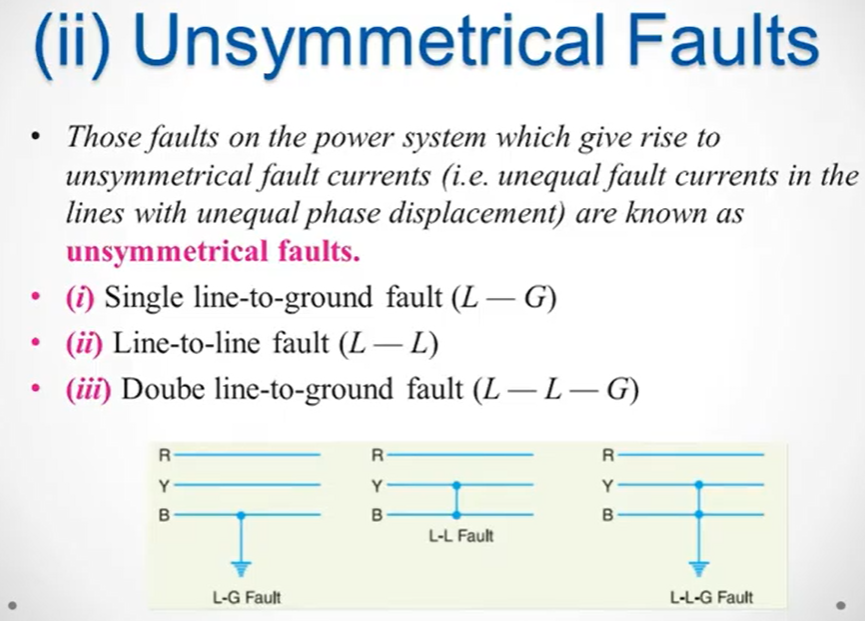 (ii) Unsymmetrical Faults
• Those faults on the power system which give rise to
unsymmetrical fault currents (i.e. unequal fault currents in the
lines with unequal phase displacement) are known as
unsymmetrical faults.
• (i) Single line-to-ground fault (L — G)
• (ii) Line-to-line fault (L — L)
• (iii) Doube line-to-ground fault (L — L — G)
R
Y
B
L-G Fault
R
Y
B
L-L Fault
R
Y
B
L-L-G Fault